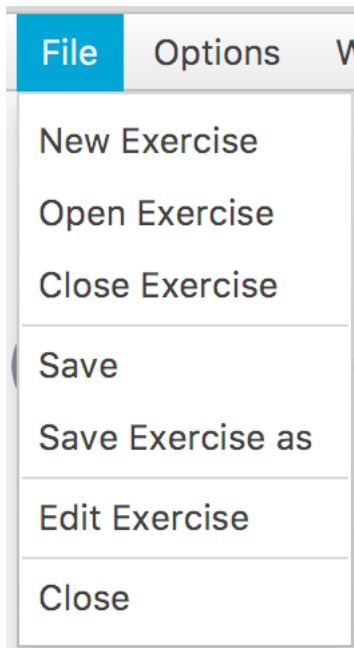 File Options
New Exercise
Open Exercise
Close Exercise
Save
Save Exercise as
Edit Exercise
Close